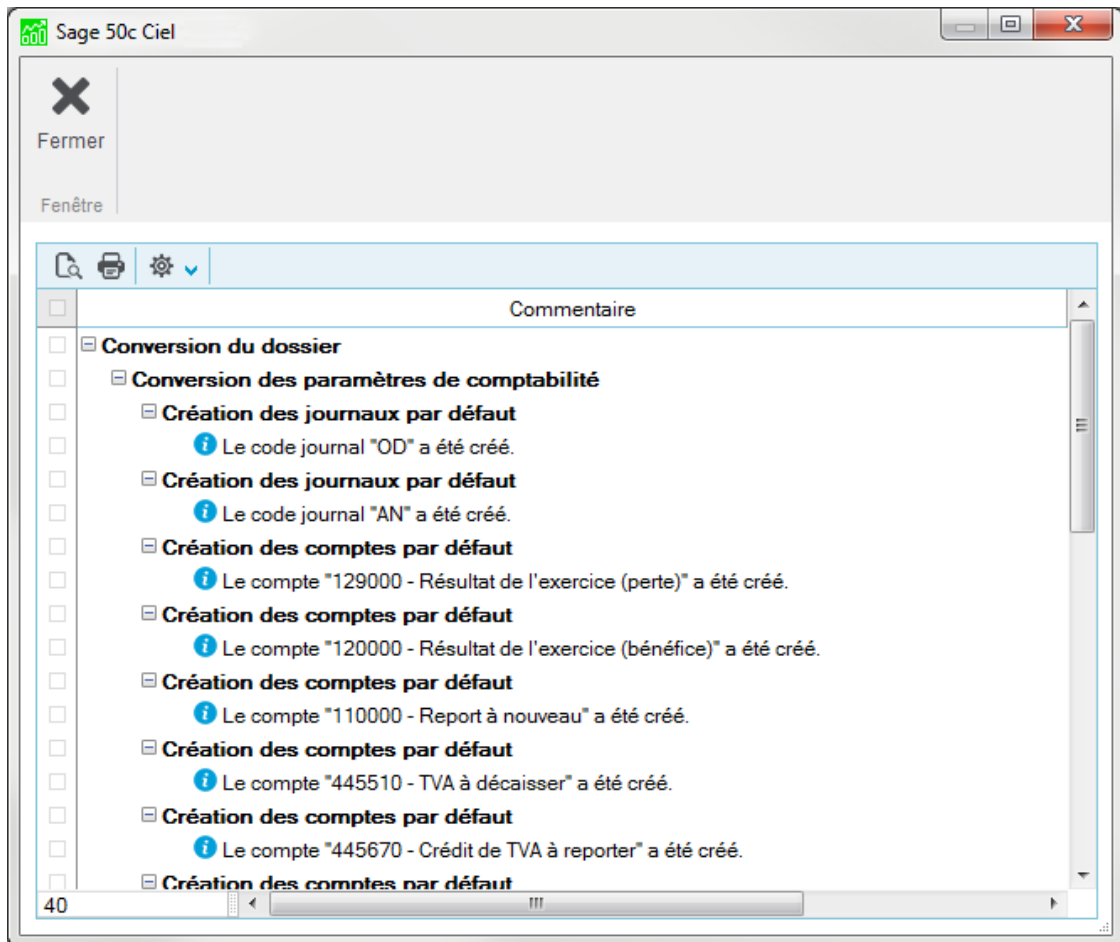 Sage 50c Ciel
Fermer
Fenêtre
Commentaire
Conversion du dossier
Conversion des paramètres de comptabilité
Création des journaux par défaut
Le code journal "OD" a été créé.
Création des journaux par défaut
Le code journal "AN" a été créé.
Création des comptes par défaut
Le compte "129000 - Résultat de l'exercice (perte)" a été créé.
Création des comptes par défaut
Le compte "120000 - Résultat de l'exercice (bénéfice)" a été créé.
Création des comptes par défaut
Le compte "110000 - Report à nouveau" a été créé.
Création des comptes par défaut
Le compte "445510 - TVA à décaisser" a été créé.
Création des comptes par défaut
Le compte "445670 - Crédit de TVA à reporter" a été créé.
Création des comptes par défaut
40